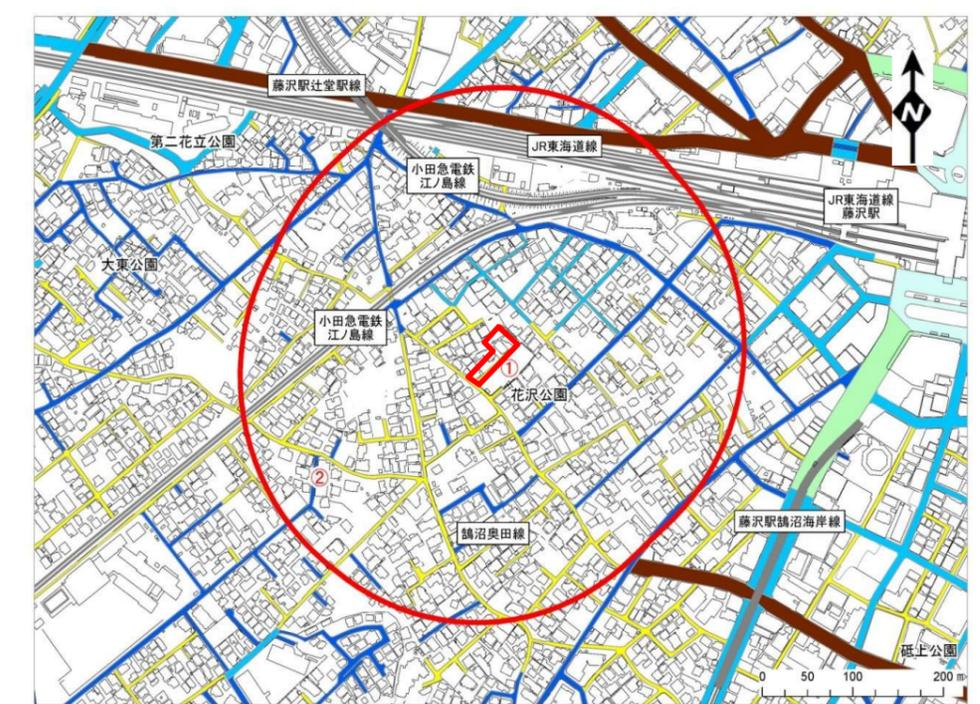 藤沢駅辻堂駅線
N
第二花立公園
JR東海道線
小田急電鉄
江ノ島線
JR東海道線
藤沢駅
大東公園
小田急電鉄
江ノ島線
①
花沢公園
②
鵠沼奥田線
藤沢駅鵠沼海岸線
砥上公園
0 50 100 200 m